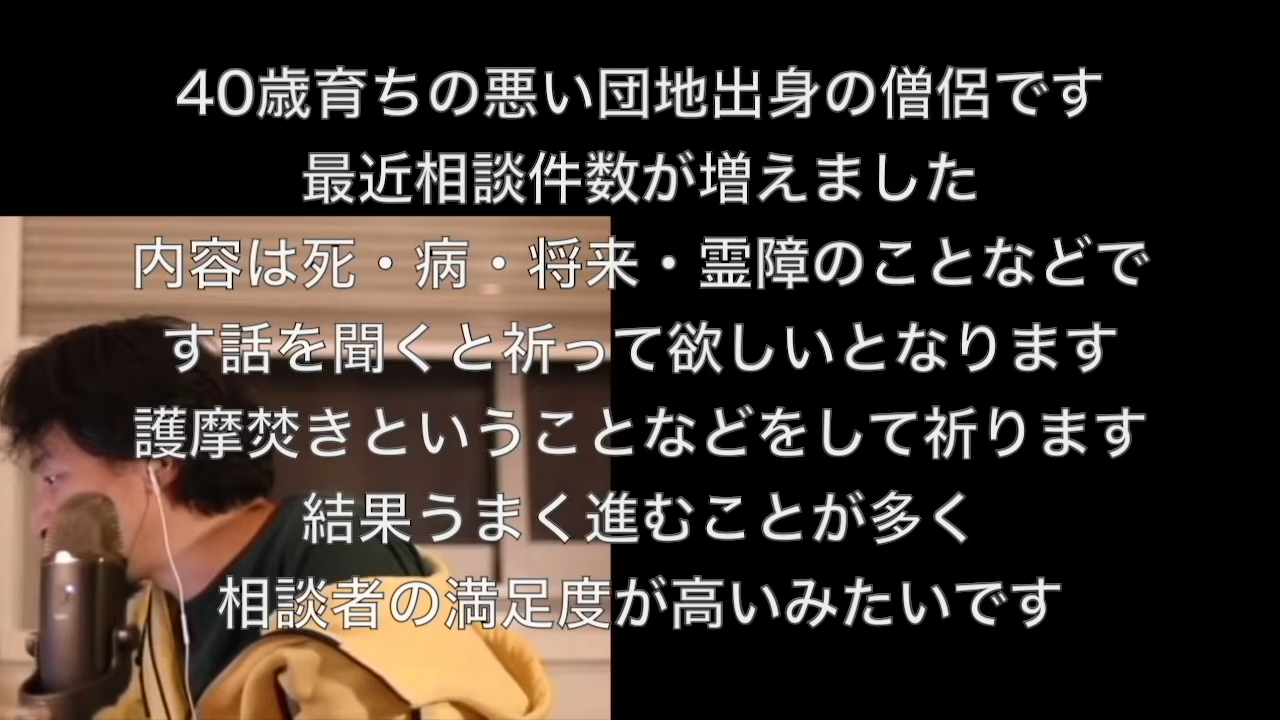 40歳育ちの悪い団地出身の僧侶です
最近相談件数が増えました
内容は死・病・将来・霊障のことなどで
す話を聞くと祈って欲しいとなります
護摩焚きということなどをして祈ります
結果うまく進むことが多く
相談者の満足度が高いみたいです